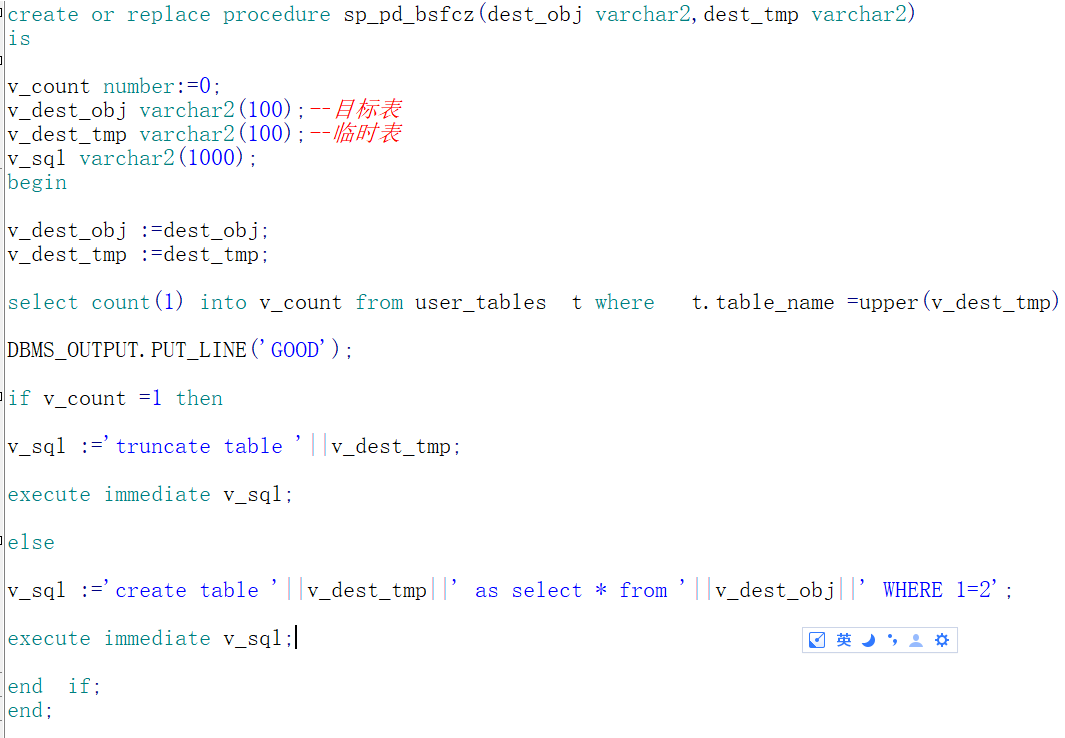 create or replace procedure sp_pd_bsfcz(dest_obj varchar2,dest_tmp varchar2)
is
v_count number:=0;
v_dest_obj varchar2(100);--目标表
v_dest_tmp varchar2(100);--临时表
v_sql varchar2(1000);
begin
v_dest_obj :=dest_obj;
v_dest_tmp :=dest_tmp;
select count(1) into v_count from user_tables  t where   t.table_name =upper(v_dest_tmp)
DBMS_OUTPUT.PUT_LINE('GOOD');
if v_count =1 then
v_sql :='truncate table '||v_dest_tmp;
execute immediate v_sql;
else
v_sql :='create table '||v_dest_tmp||' as select * from '||v_dest_obj||' WHERE 1=2';
execute immediate v_sql;
英
end  if;
end;